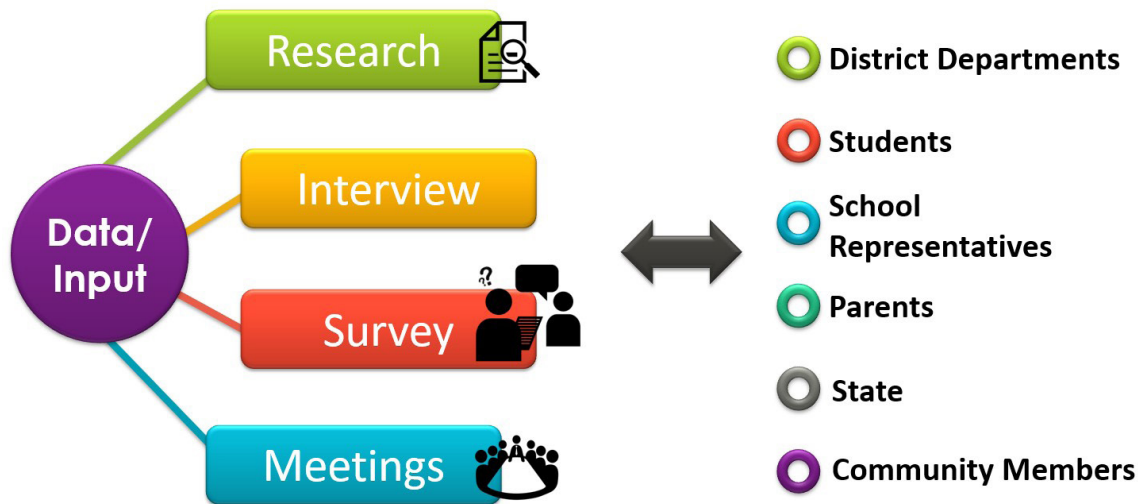 Data/
Input
Research
Interview
Survey
Meetings
District Departments
Students
School
Representatives
Parents
State
Community Members